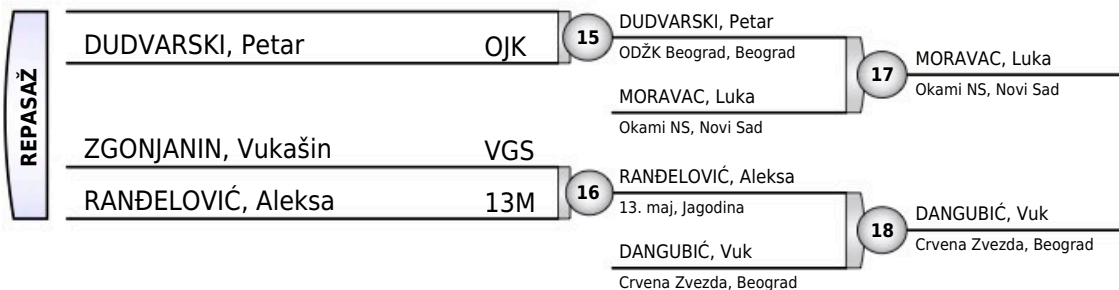 REPASAŽ
DUDVARSKI, Petar OJK
ZGONJANIN, Vukašin VGS
RANĐELOVIĆ, Aleksa 13M
15
DUDVARSKI, Petar
ODŽK Beograd, Beograd
MORAVAC, Luka
Okami NS, Novi Sad
16
RANĐELOVIĆ, Aleksa
13. maj, Jagodina
DANGUBIĆ, Vuk
Crvena Zvezda, Beograd
17
MORAVAC, Luka
Okami NS, Novi Sad
18
DANGUBIĆ, Vuk
Crvena Zvezda, Beograd